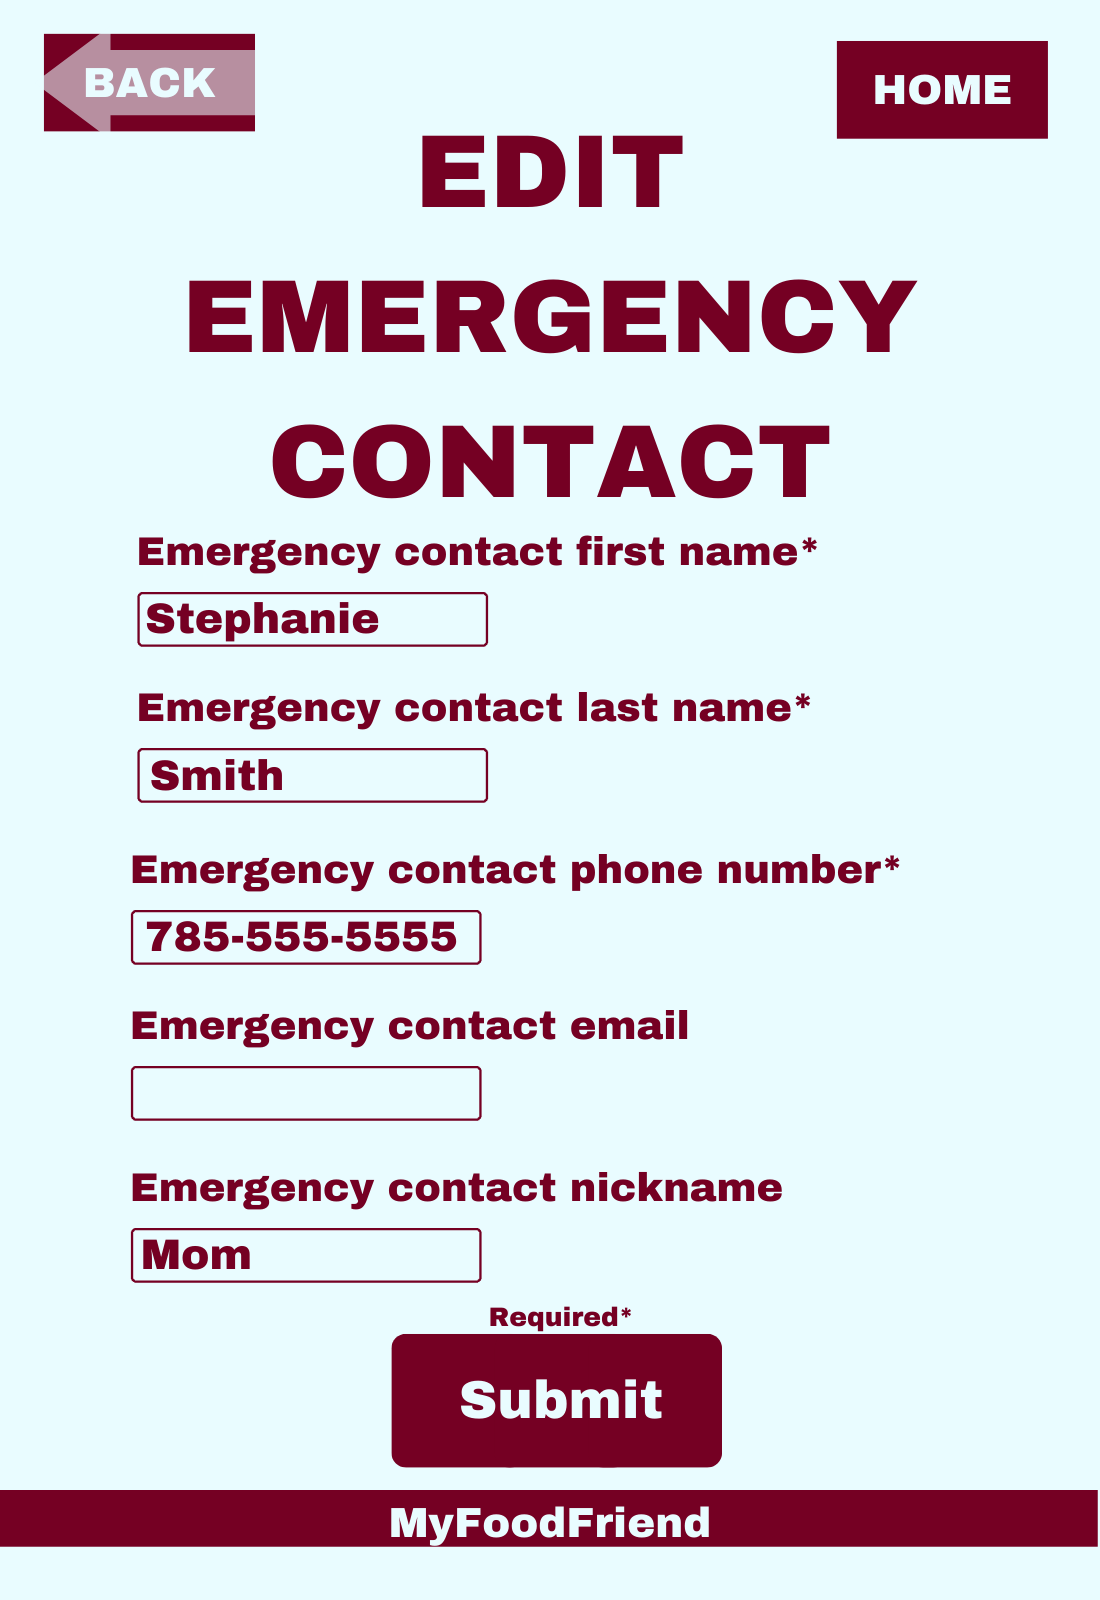 BACK
HOME
EDIT
EMERGENCY
CONTACT
Emergency contact first name*
Stephanie
Emergency contact last name*
Smith
Emergency contact phone number*
785-555-5555
Emergency contact email
Emergency contact nickname
Mom
Required*
Submit
MyFoodFriend